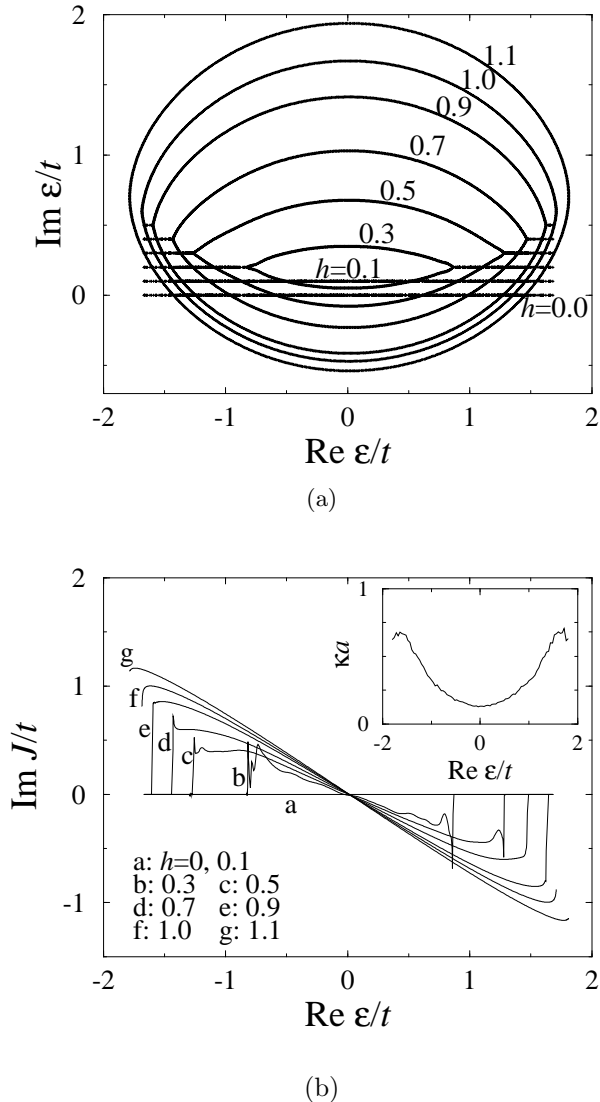 2
1.1
1.0
0.9
0.7
0.5
0.3
h=0.1
h=0.0
1
0
Im ε/t
-2
-1
0
1
2
Re ε/t
(a)
2
1
0
-1
Im J/t
g
f
e
d
c
b
a
1
0
κa
-2
0
2
Re ε/t
a: h=0, 0.1
b: 0.3 c: 0.5
d: 0.7 e: 0.9
f: 1.0 g: 1.1
-2
-1
0
1
2
Re ε/t
(b)